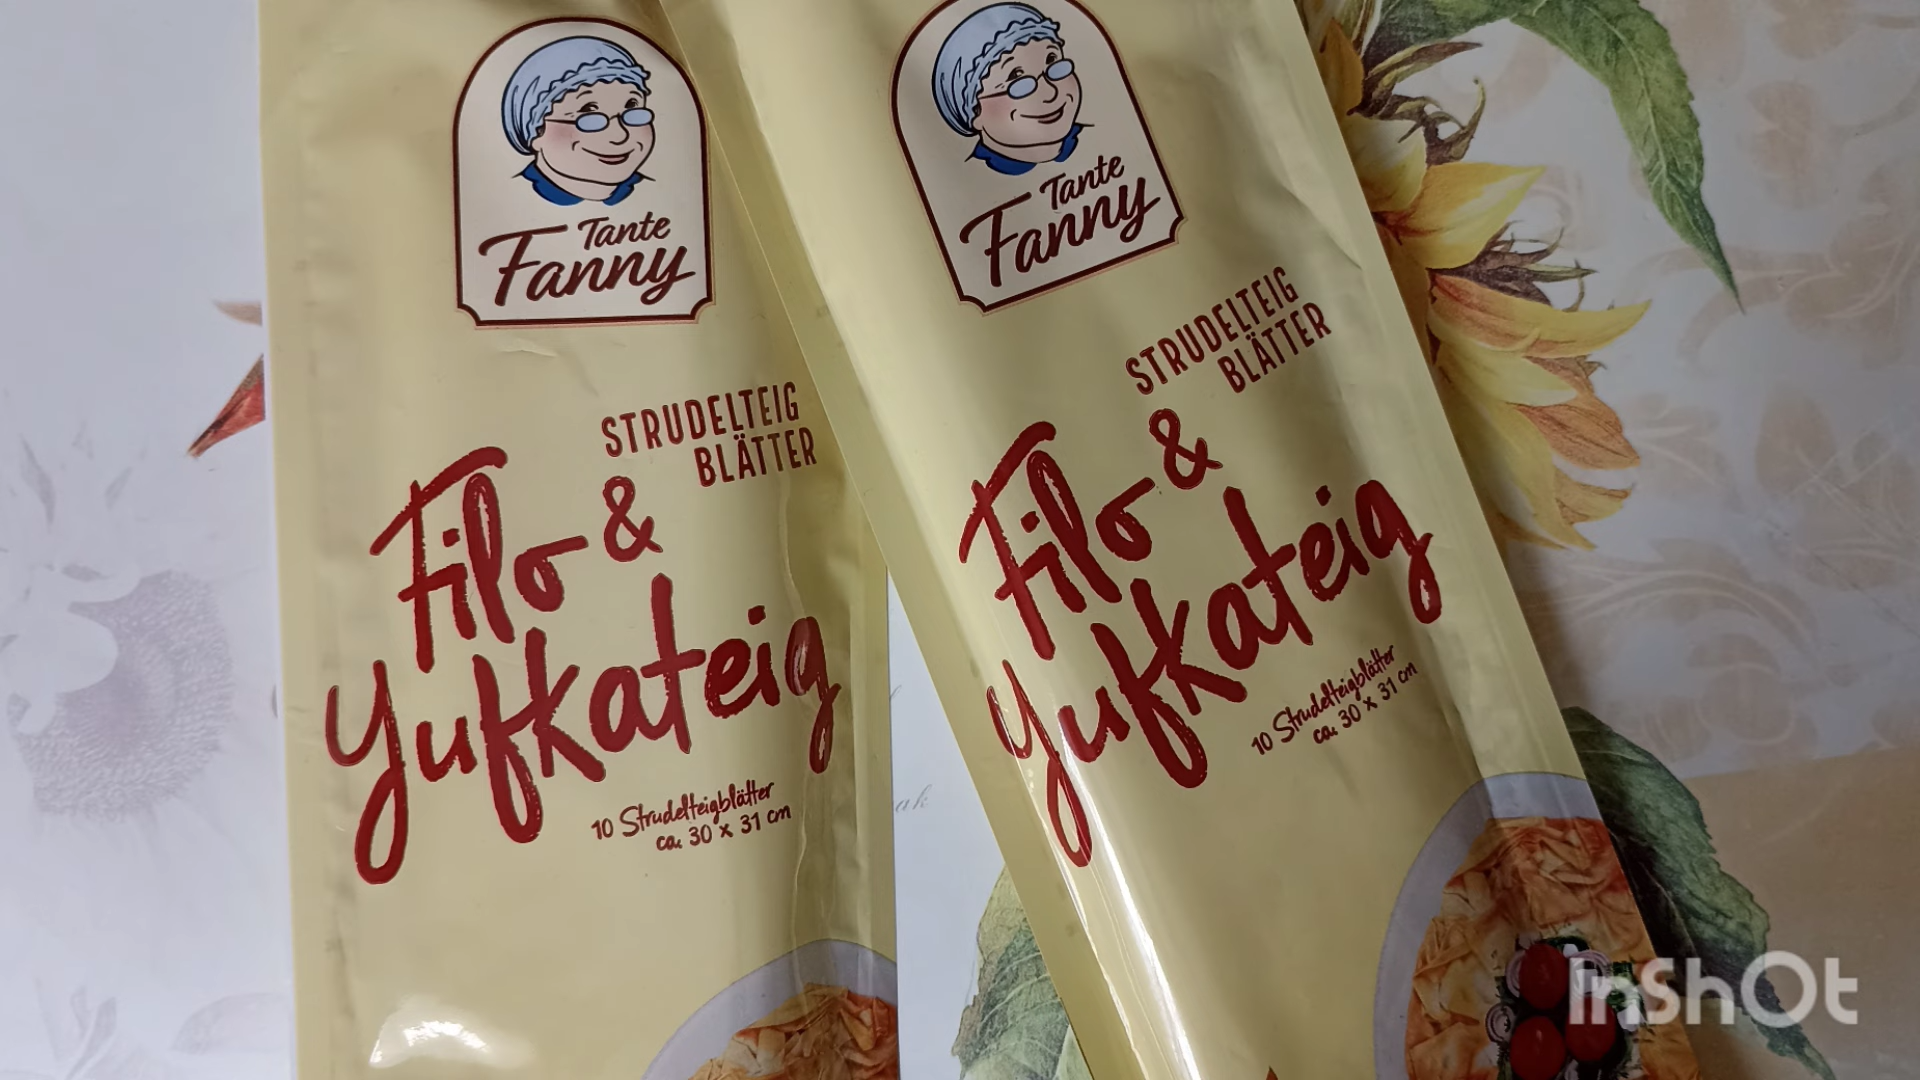 Tante
Fanny
STRUDELTEIG
BLÄTTER
Filo &
Yufkateig
10 Strudelteigblätter
ca. 30 x 31 cm
Tante
Fanny
STRUDELTEIG
BLÄTTER
Filo &
Yufkateig
10 Strudelteigblätter
ca. 30 x 31 cm
InShOt